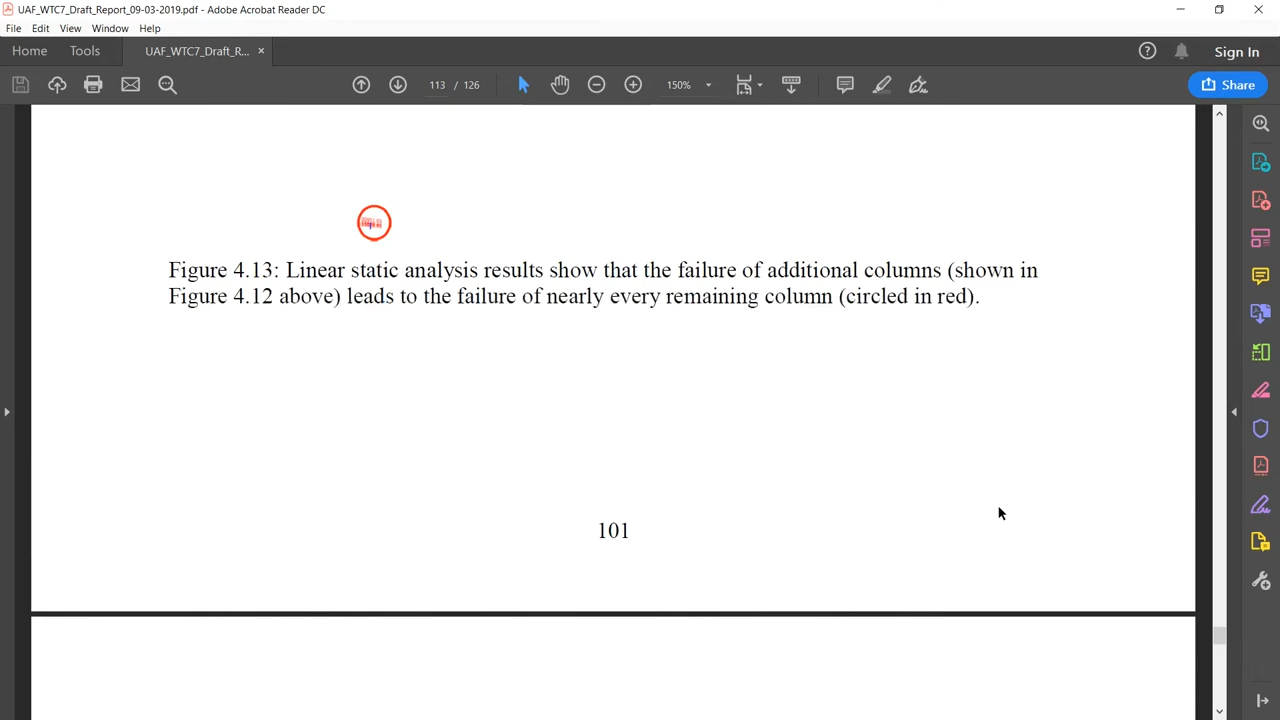 UAF_WTC7_Draft_Report_09-03-2019.pdf - Adobe Acrobat Reader DC
File Edit View Window Help
Home Tools UAF_WTC7_Draft_R... × Sign In
113 / 126 150% Share
Figure 4.13: Linear static analysis results show that the failure of additional columns (shown in
Figure 4.12 above) leads to the failure of nearly every remaining column (circled in red).
101